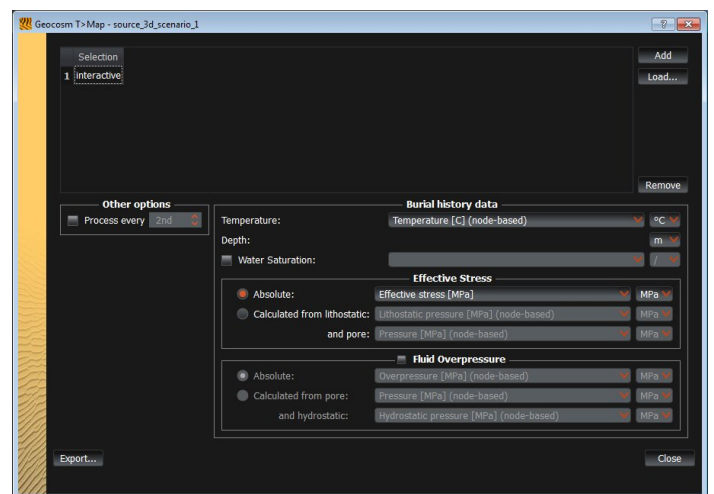 Geocosm T>Map - source_3d_scenario_1
Selection
Add
1 interactive
Load...
Remove
Other options
Burial history data
Process every 2nd
Temperature: Temperature [C] (node-based) °C
Depth: m
Water Saturation: /
Effective Stress
Absolute: Effective stress [MPa] MPa
Calculated from lithostatic: Lithostatic pressure [MPa] (node-based) MPa
and pore: Pressure [MPa] (node-based) MPa
Fluid Overpressure
Absolute: Overpressure [MPa] (node-based) MPa
Calculated from pore: Pressure [MPa] (node-based) MPa
and hydrostatic: Hydrostatic pressure [MPa] (node-based) MPa
Export...
Close